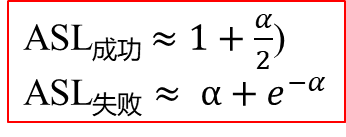 ASL成功 ≈ 1 + α/2)
ASL失败 ≈ α + e^{-α}